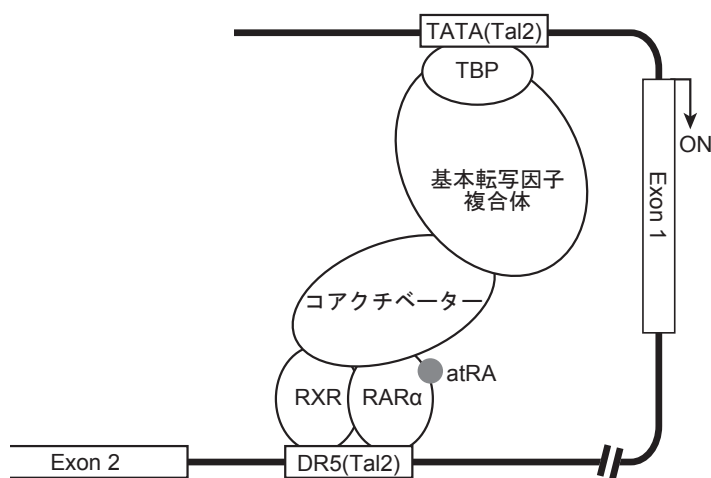 TATA(Tal2)
TBP
ON
基本転写因子
複合体
Exon 1
コアクチベーター
atRA
RXR
RARα
Exon 2
DR5(Tal2)